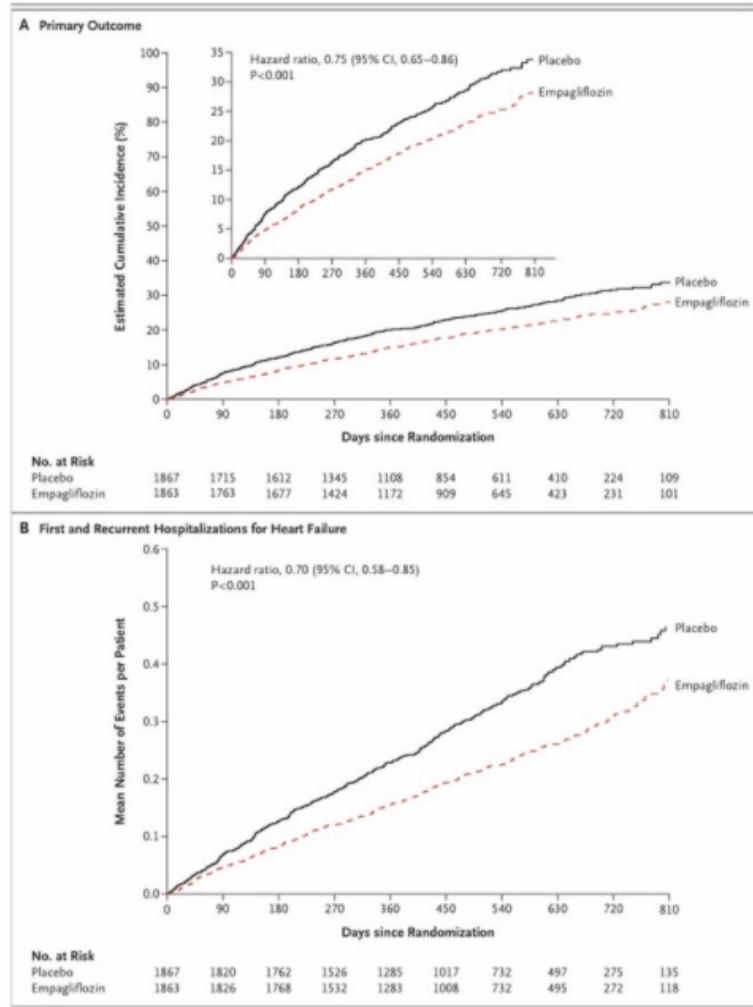 A Primary Outcome
Estimated Cumulative Incidence (%)
100
90
80
70
60
50
40
30
20
10
0
35
30
25
20
15
10
5
0
Hazard ratio, 0.75 (95% CI, 0.65–0.86)
P<0.001
Placebo
Empagliflozin
0 90 180 270 360 450 540 630 720 810
Placebo
Empagliflozin
0 90 180 270 360 450 540 630 720 810
Days since Randomization
No. at Risk
Placebo 1867 1715 1612 1345 1108 854 611 410 224 109
Empagliflozin 1863 1763 1677 1424 1172 909 645 423 231 101
B First and Recurrent Hospitalizations for Heart Failure
Mean Number of Events per Patient
0.6
0.5
0.4
0.3
0.2
0.1
0.0
Hazard ratio, 0.70 (95% CI, 0.58–0.85)
P<0.001
Placebo
Empagliflozin
0 90 180 270 360 450 540 630 720 810
Days since Randomization
No. at Risk
Placebo 1867 1820 1762 1526 1285 1017 732 497 275 135
Empagliflozin 1863 1826 1768 1532 1283 1008 732 495 272 118